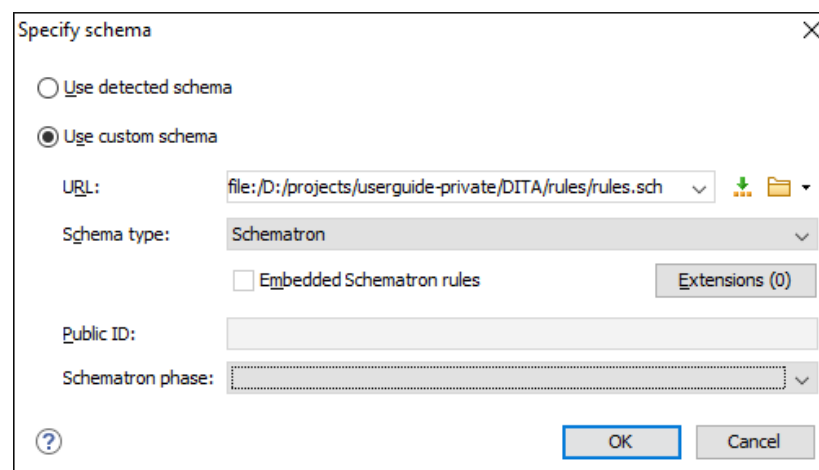 Specify schema
Use detected schema
Use custom schema
URL: file:/D:/projects/userguide-private/DITA/rules/rules.sch
Schema type: Schematron
Embedded Schematron rules Extensions (0)
Public ID:
Schematron phase:
? OK Cancel